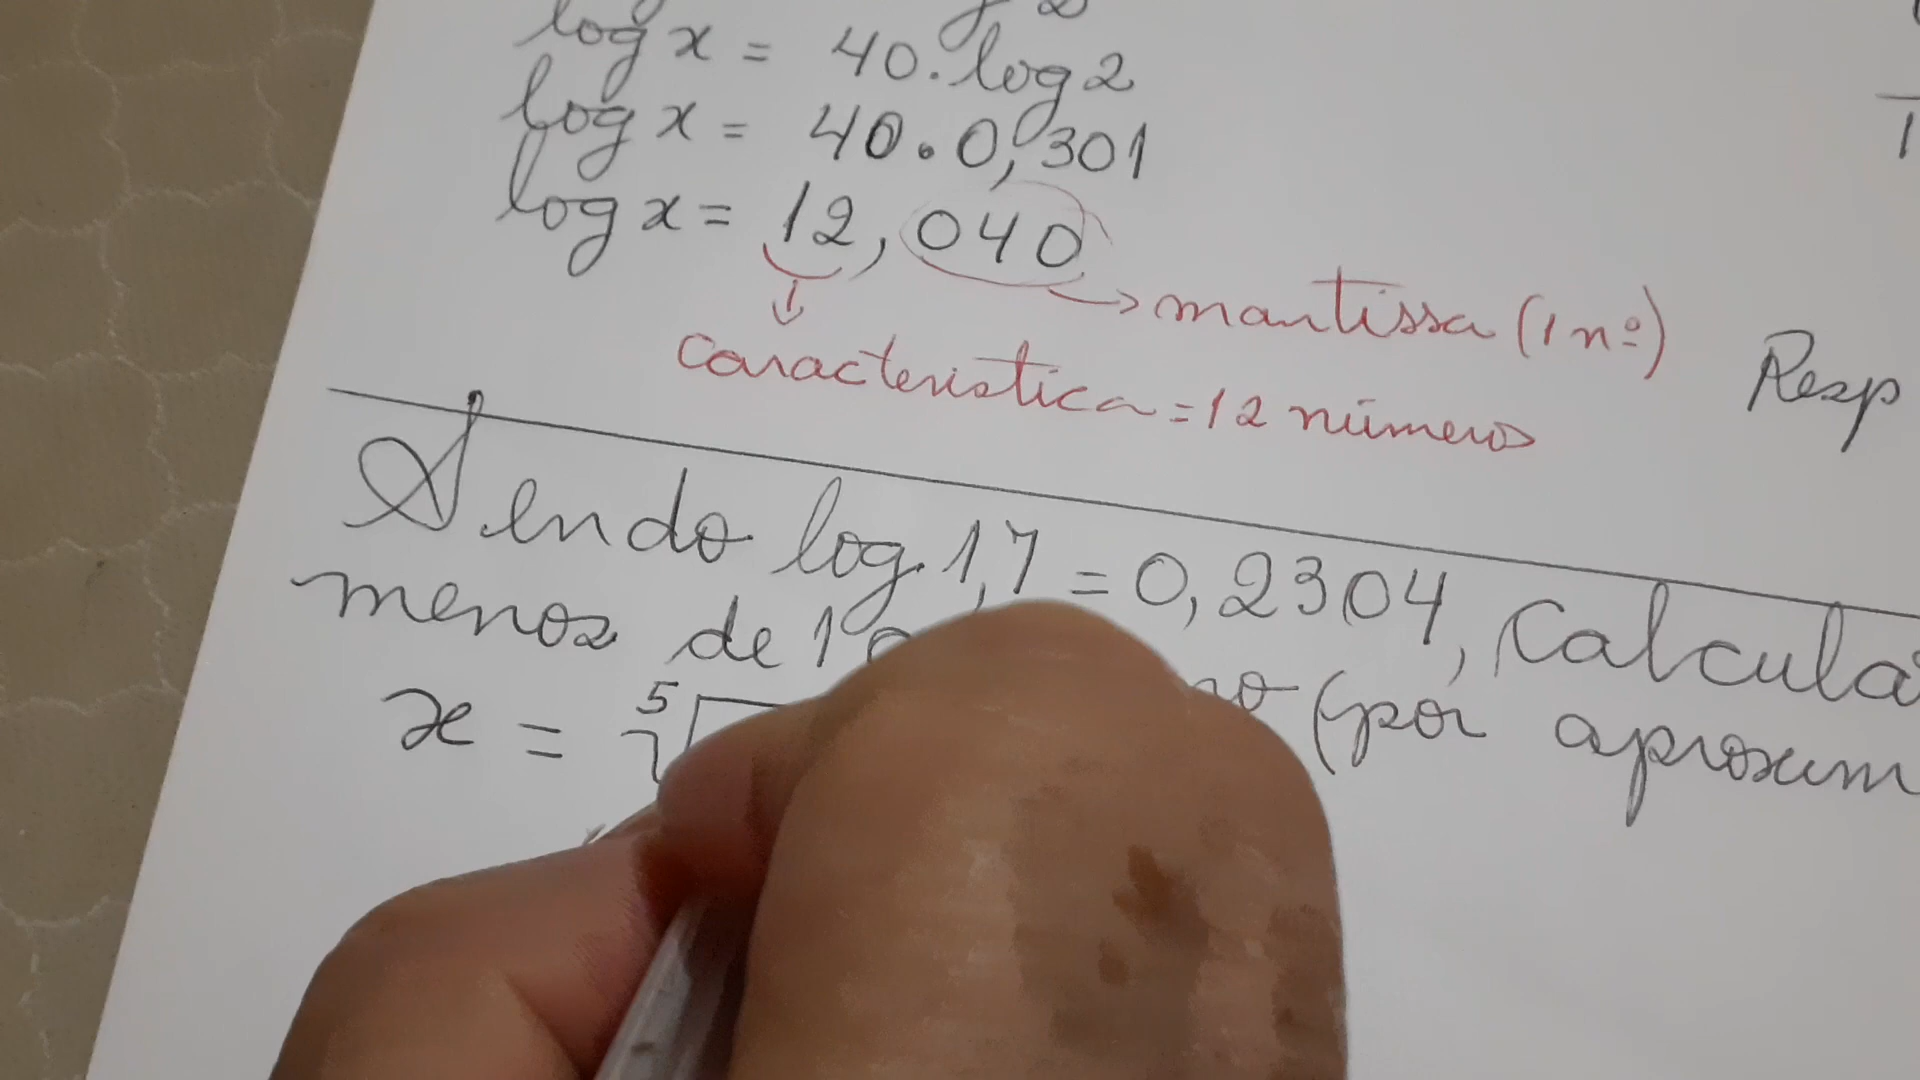 log x = 40.log 2
log x = 40.0,301
log x = 12,040
mantissa (1 nº)
característica = 12 números
Resp
Sendo log 1,7 = 0,2304, Calcula
menos de 1 (por aproxim
x = 5√